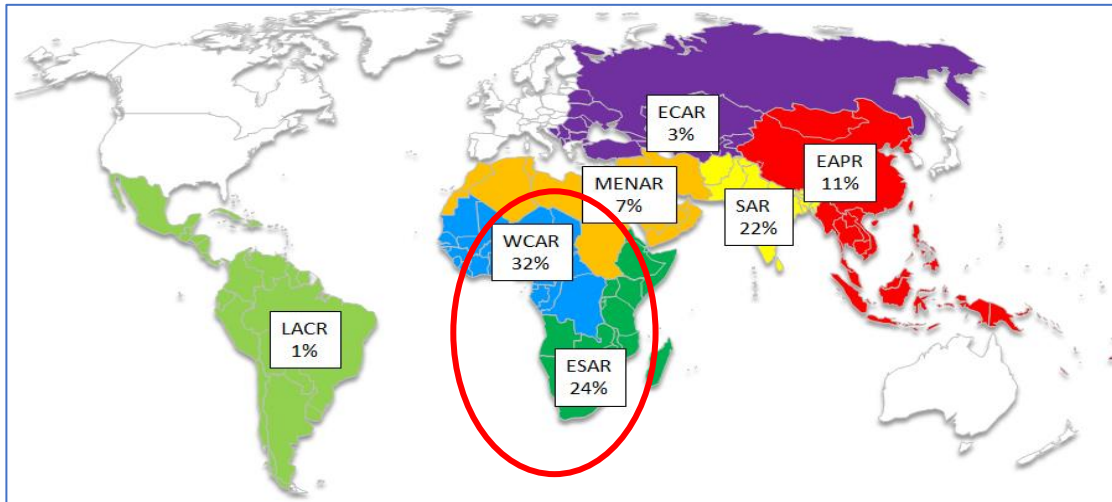 ECAR
3%
EAPR
11%
MENAR
7%
SAR
22%
WCAR
32%
LACR
1%
ESAR
24%